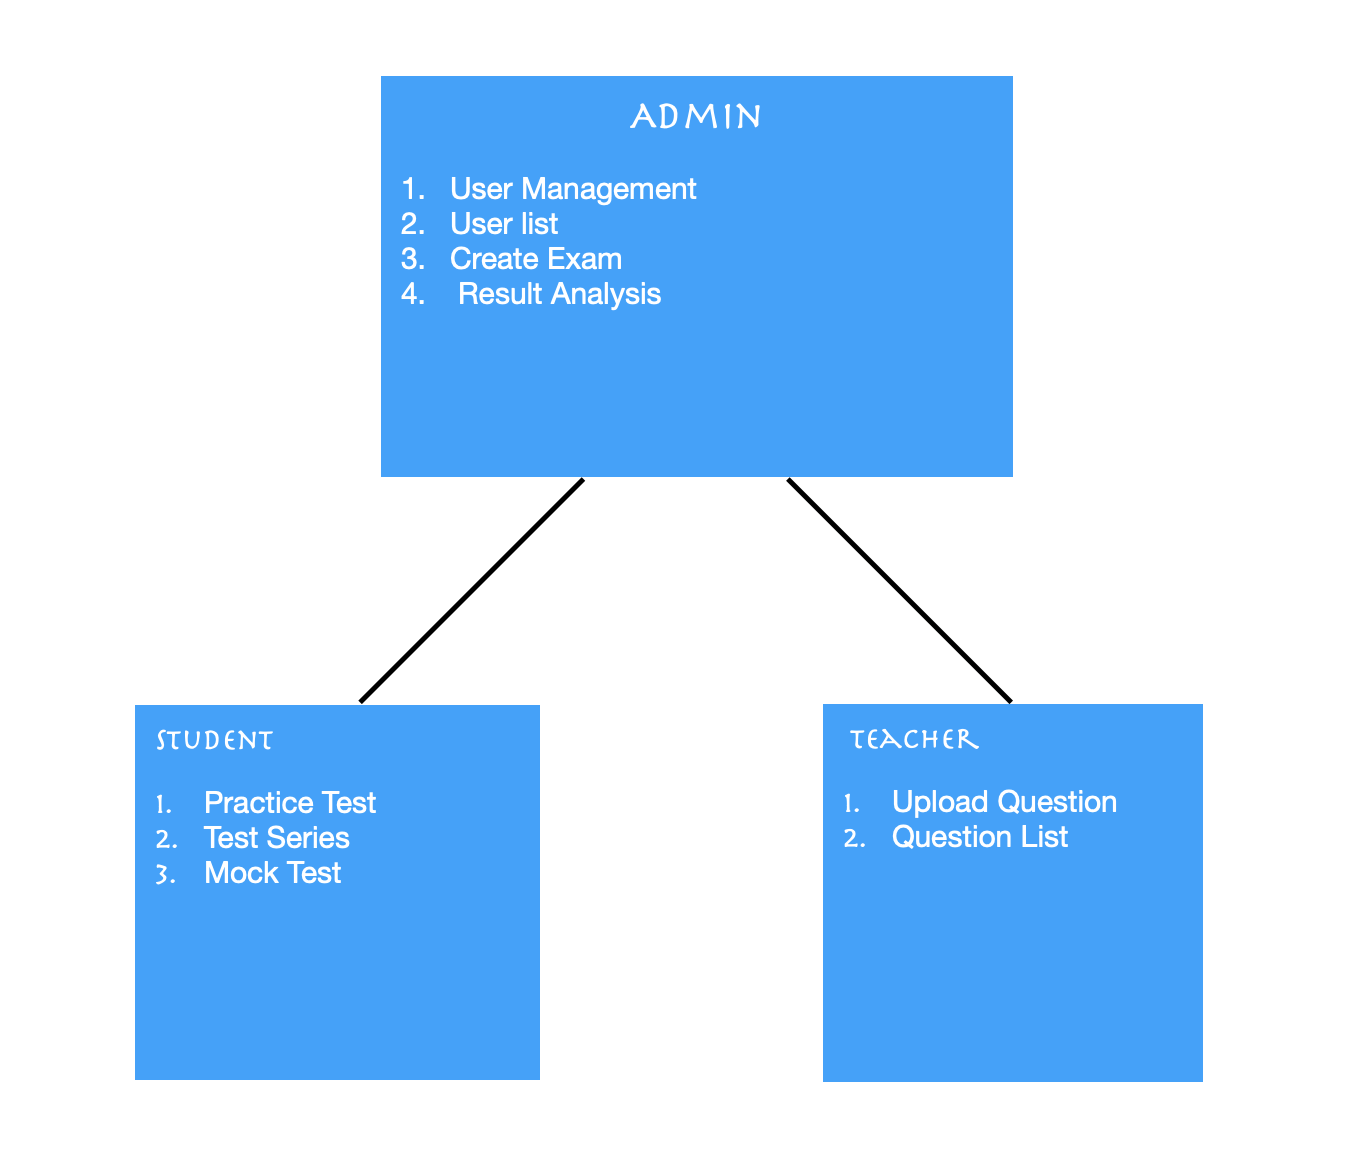 ADMIN
1. User Management
2. User list
3. Create Exam
4. Result Analysis
STUDENT
1. Practice Test
2. Test Series
3. Mock Test
TEACHER
1. Upload Question
2. Question List